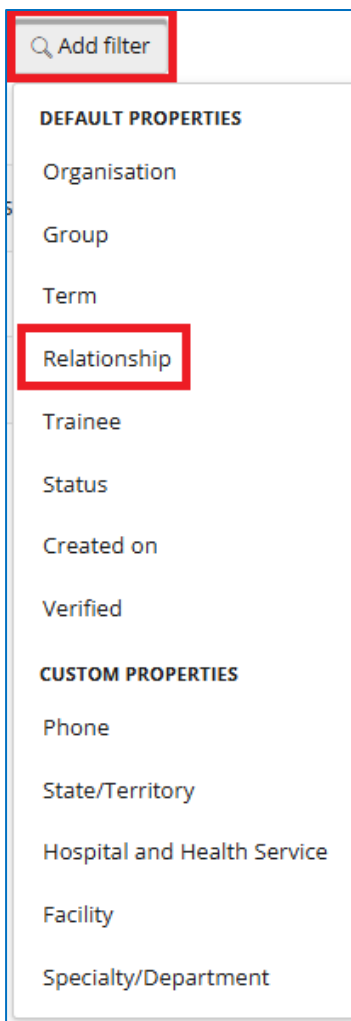 Add filter
DEFAULT PROPERTIES
Organisation
s
Group
Term
Relationship
Trainee
Status
Created on
Verified
CUSTOM PROPERTIES
Phone
State/Territory
Hospital and Health Service
Facility
Specialty/Department